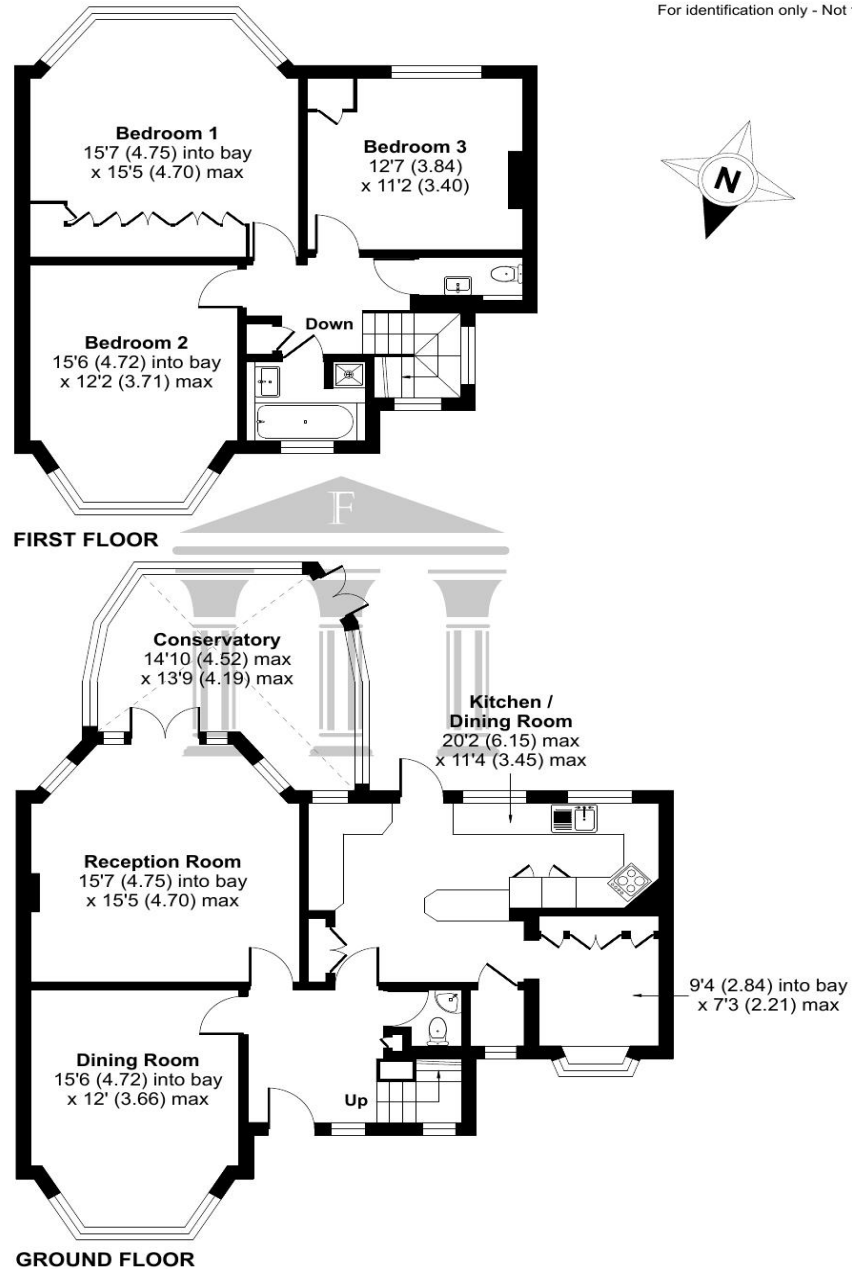 For identification only - Not
Bedroom 1
15'7 (4.75) into bay
x 15'5 (4.70) max
Bedroom 3
12'7 (3.84)
x 11'2 (3.40)
N
Bedroom 2
15'6 (4.72) into bay
x 12'2 (3.71) max
Down
FIRST FLOOR
F
Conservatory
14'10 (4.52) max
x 13'9 (4.19) max
Kitchen /
Dining Room
20'2 (6.15) max
x 11'4 (3.45) max
Reception Room
15'7 (4.75) into bay
x 15'5 (4.70) max
9'4 (2.84) into bay
x 7'3 (2.21) max
Dining Room
15'6 (4.72) into bay
x 12' (3.66) max
Up
GROUND FLOOR